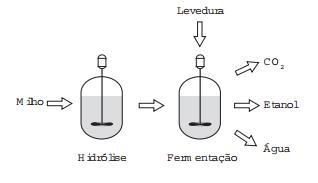 Levedura
CO2
Milho
Etanol
Água
Hidrólise
Fermentação